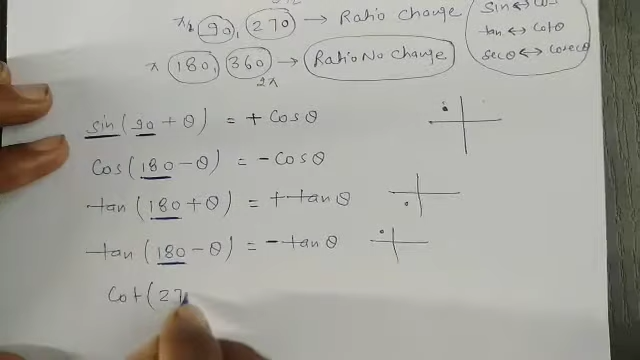 π/2 90, 270 → Ratio Change
π 180, 360 → Ratio No Change
2π
sin ↔ cos
tan ↔ cotθ
secθ ↔ cosecθ
sin(90+θ) = + cosθ
Cos(180-θ) = - cosθ
tan(180+θ) = + tanθ
tan(180-θ) = - tanθ
Cot(27